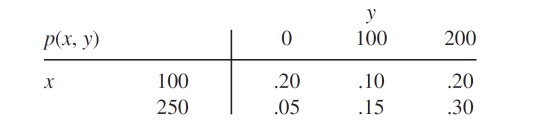 y
p(x, y) 0 100 200
x 100 .20 .10 .20
250 .05 .15 .30